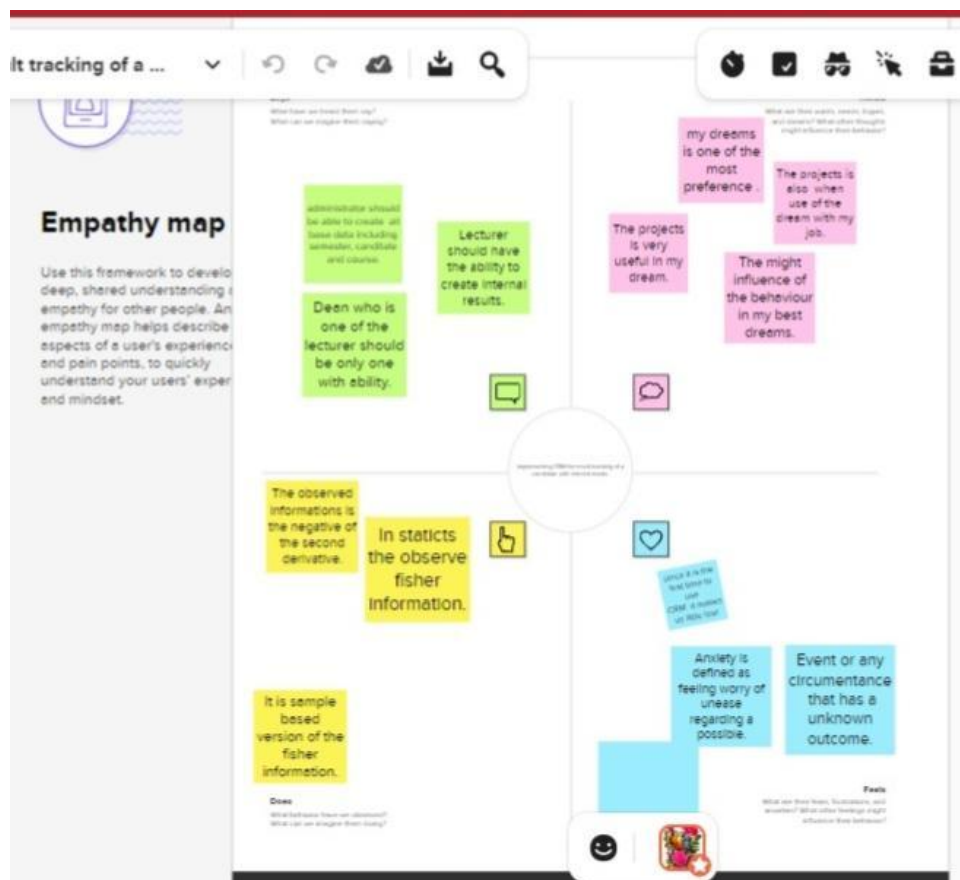 lt tracking of a ...
What have we heard them say?
What can we imagine them saying?
What are their wants, needs, hopes,
and dreams? What other thoughts
might influence their behavior?
Empathy map
Use this framework to develo
deep, shared understanding
empathy for other people. An
empathy map helps describe
aspects of a user's experienc
and pain points, to quickly
understand your users' exper
and mindset.
administrator should
be able to create all
base data including
semester, canditate
and course.
Lecturer
should have
the ability to
create internal
results.
Dean who is
one of the
lecturer should
be only one
with ability.
my dreams
is one of the
most
preference .
The projects is
also when
use of the
dream with my
job.
The projects
is very
useful in my
dream.
The might
influence of
the behaviour
in my best
dreams.
The observed
informations is
the negative of
the second
derivative.
In staticts
the observe
fisher
information.
It is sample
based
version of the
fisher
information.
Does
What behavior have we observed?
What can we imagine them doing?
since it is the
first time to
use
CRM it
Anxiety is
defined as
feeling worry of
unease
regarding a
possible.
Event or any
circumentance
that has a
unknown
outcome.
Feels
What are their fears, frustrations, and
anxieties? What other feelings might
influence their behavior?